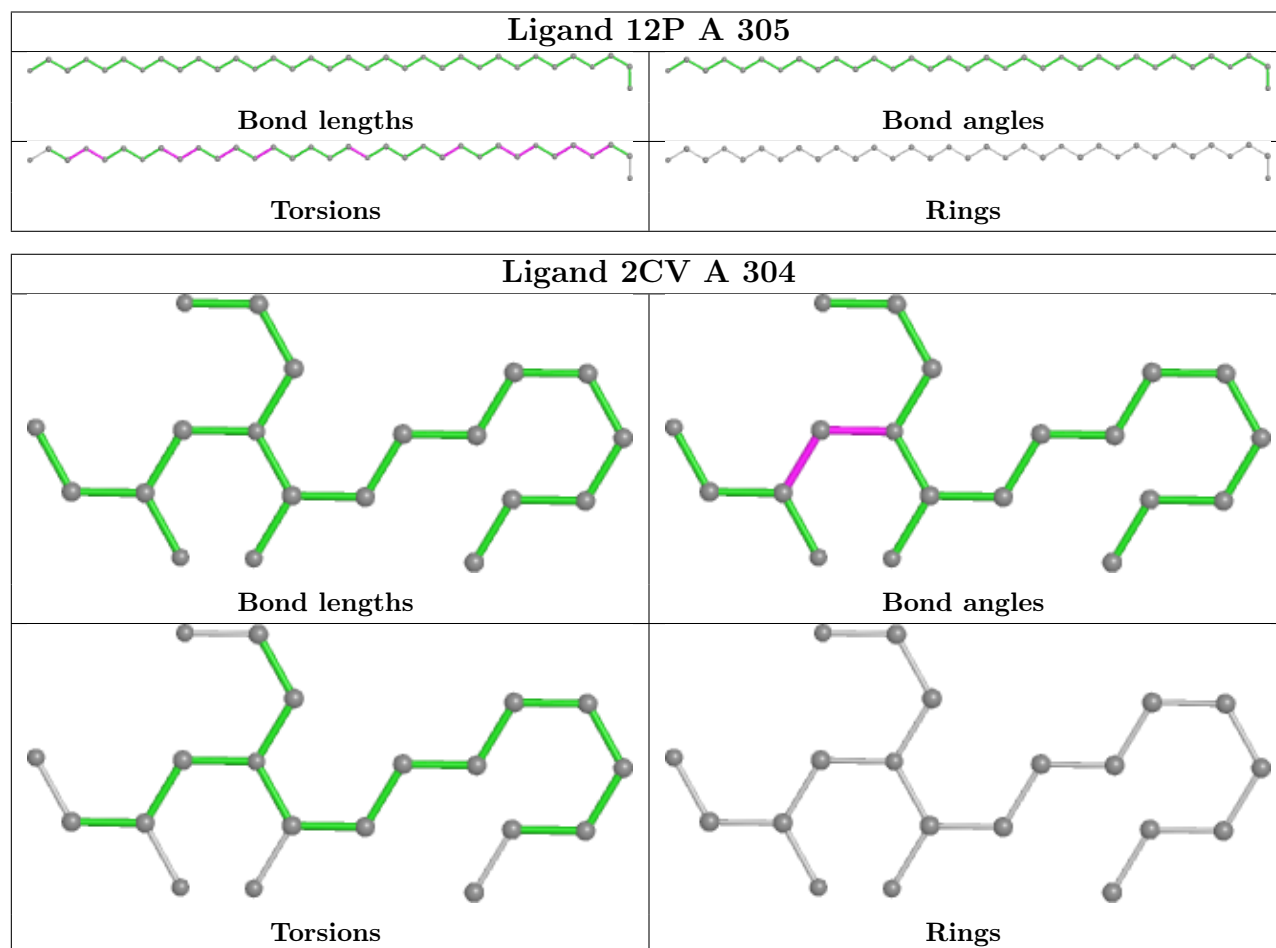 Ligand 12P A 305
Bond lengths
Bond angles
Torsions
Rings
Ligand 2CV A 304
Bond lengths
Bond angles
Torsions
Rings